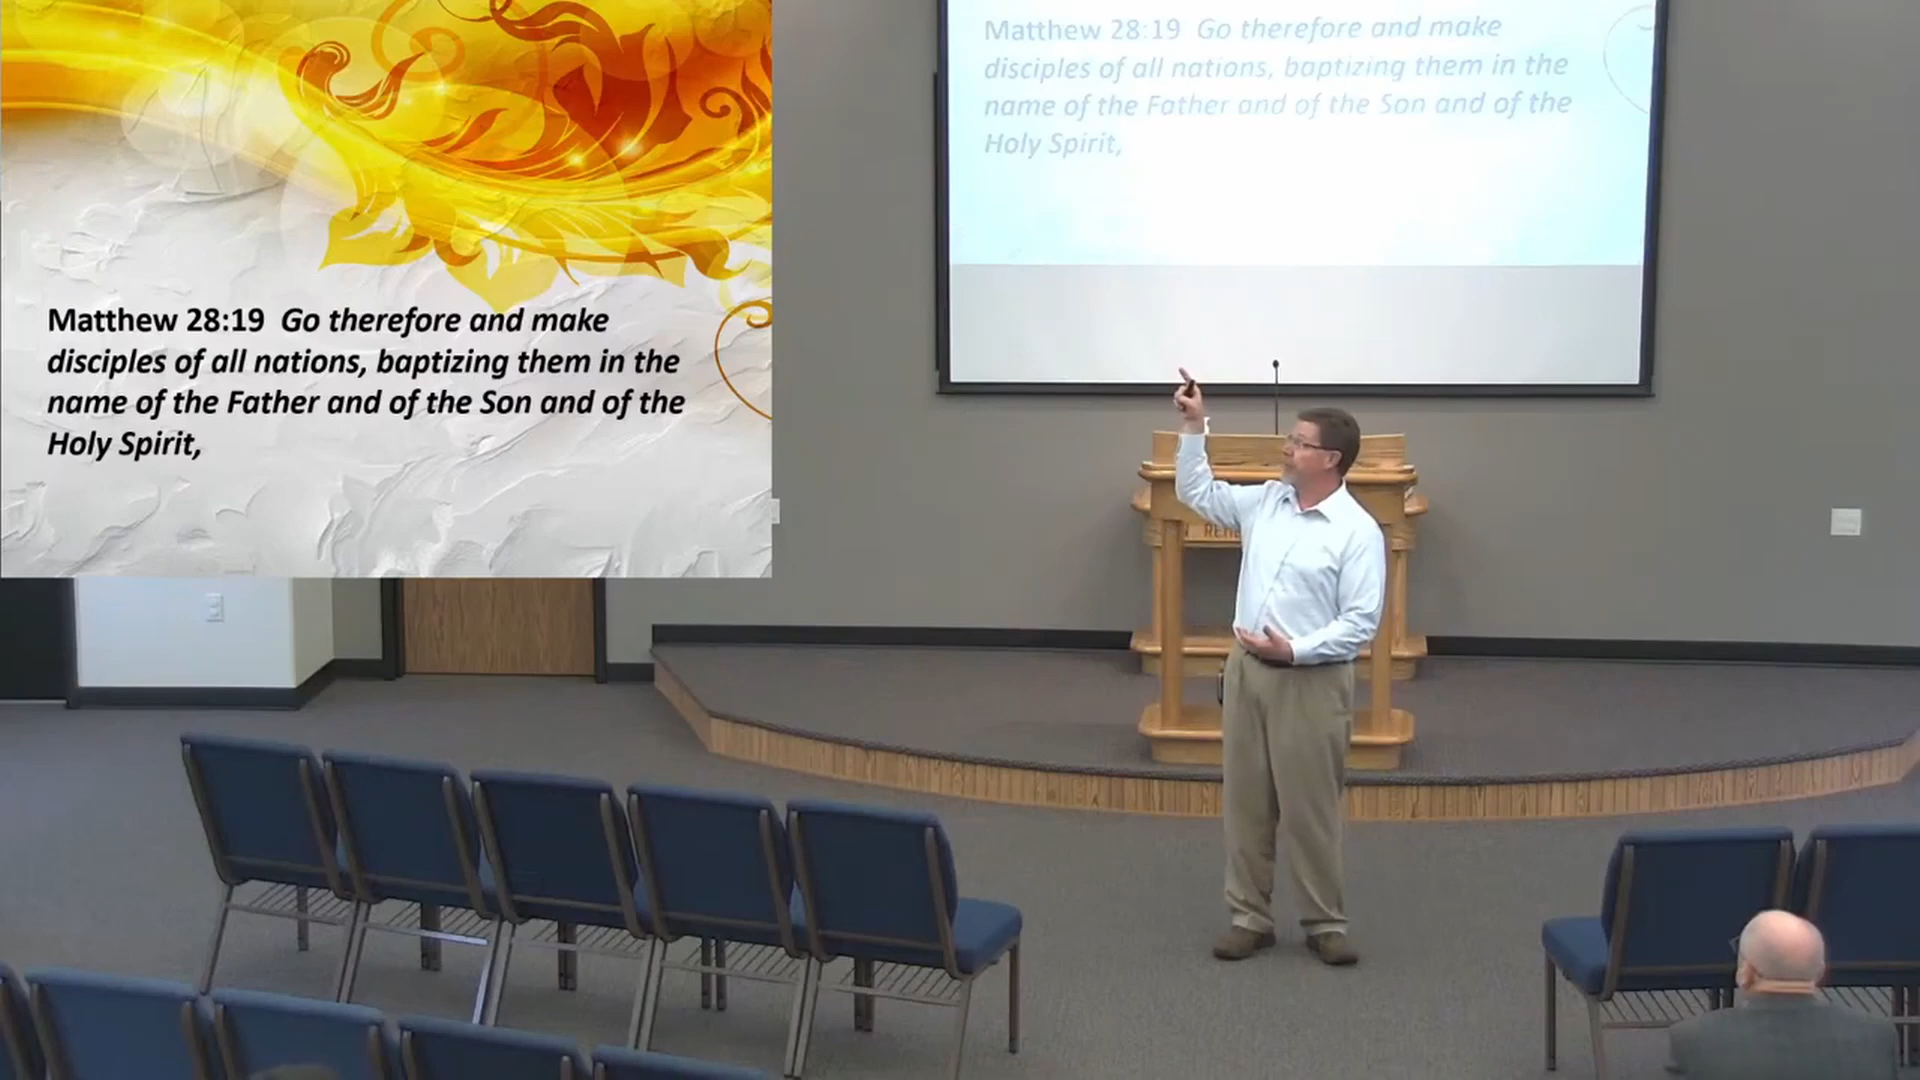 Matthew 28:19 Go therefore and make
disciples of all nations, baptizing them in the
name of the Father and of the Son and of the
Holy Spirit,
Matthew 28:19 Go therefore and make
disciples of all nations, baptizing them in the
name of the Father and of the Son and of the
Holy Spirit,